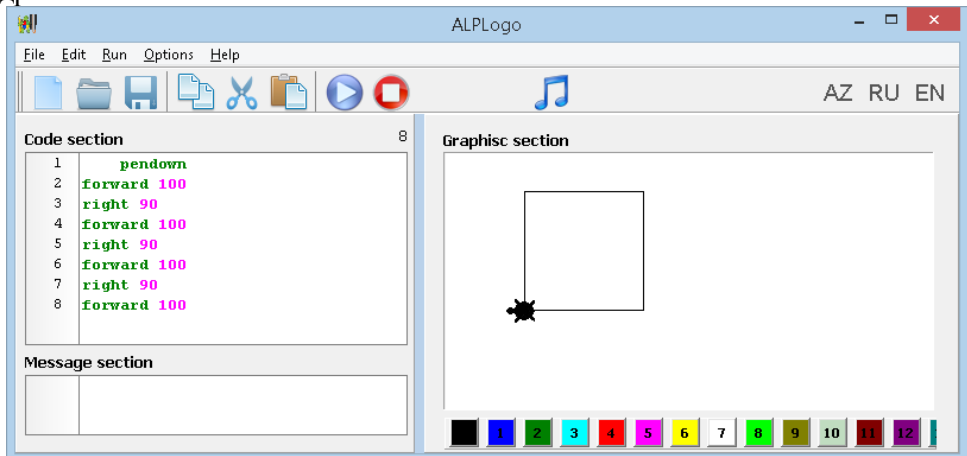 ALPLogo
File Edit Run Options Help
AZ RU EN
Code section 8
1 pendown
2 forward 100
3 right 90
4 forward 100
5 right 90
6 forward 100
7 right 90
8 forward 100
Message section
Graphisc section
1 2 3 4 5 6 7 8 9 10 11 12